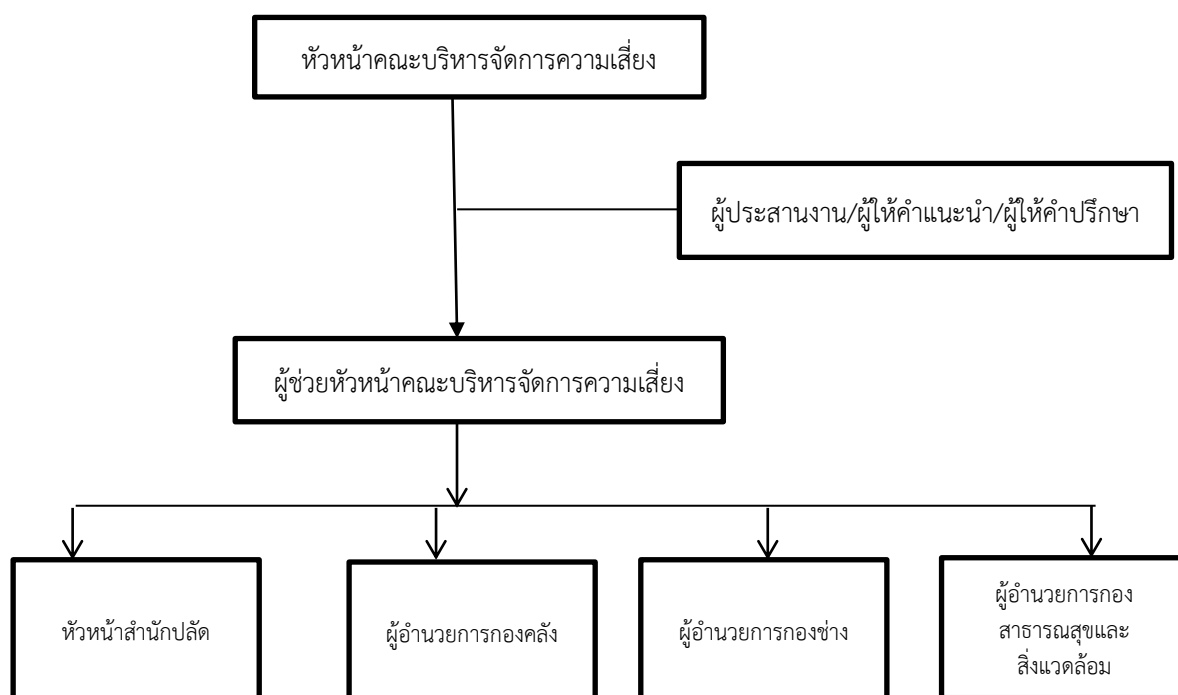 หัวหน้าคณะบริหารจัดการความเสี่ยง
ผู้ประสานงาน/ผู้ให้คำแนะนำ/ผู้ให้คำปรึกษา
ผู้ช่วยหัวหน้าคณะบริหารจัดการความเสี่ยง
หัวหน้าสำนักปลัด
ผู้อำนวยการกองคลัง
ผู้อำนวยการกองช่าง
ผู้อำนวยการกอง
สาธารณสุขและ
สิ่งแวดล้อม